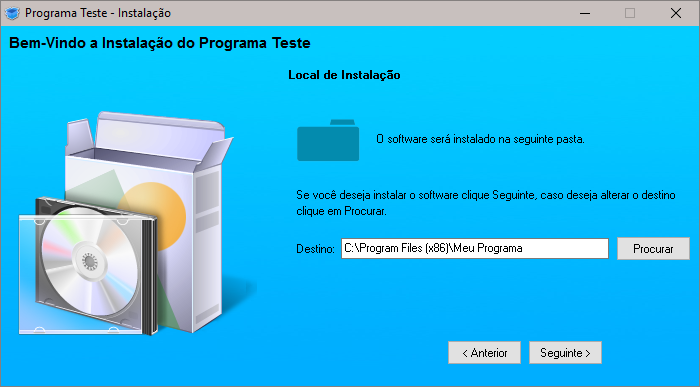 Programa Teste - Instalação
Bem-Vindo a Instalação do Programa Teste
Local de Instalação
O software será instalado na seguinte pasta.
Se você deseja instalar o software clique Seguinte, caso deseja alterar o destino
clique em Procurar.
Destino: C:\Program Files (x86)\Meu Programa Procurar
< Anterior Seguinte >